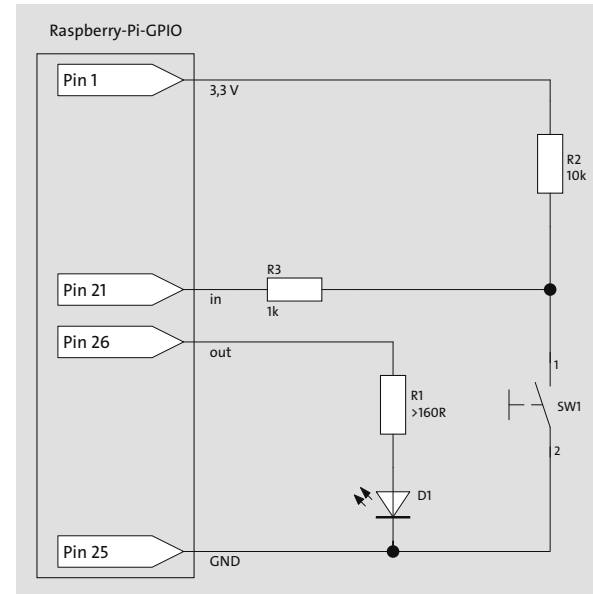 Raspberry-Pi-GPIO
Pin 1
3,3 V
R2
10k
Pin 21
in
R3
1k
Pin 26
out
R1
>160R
1
SW1
2
D1
Pin 25
GND